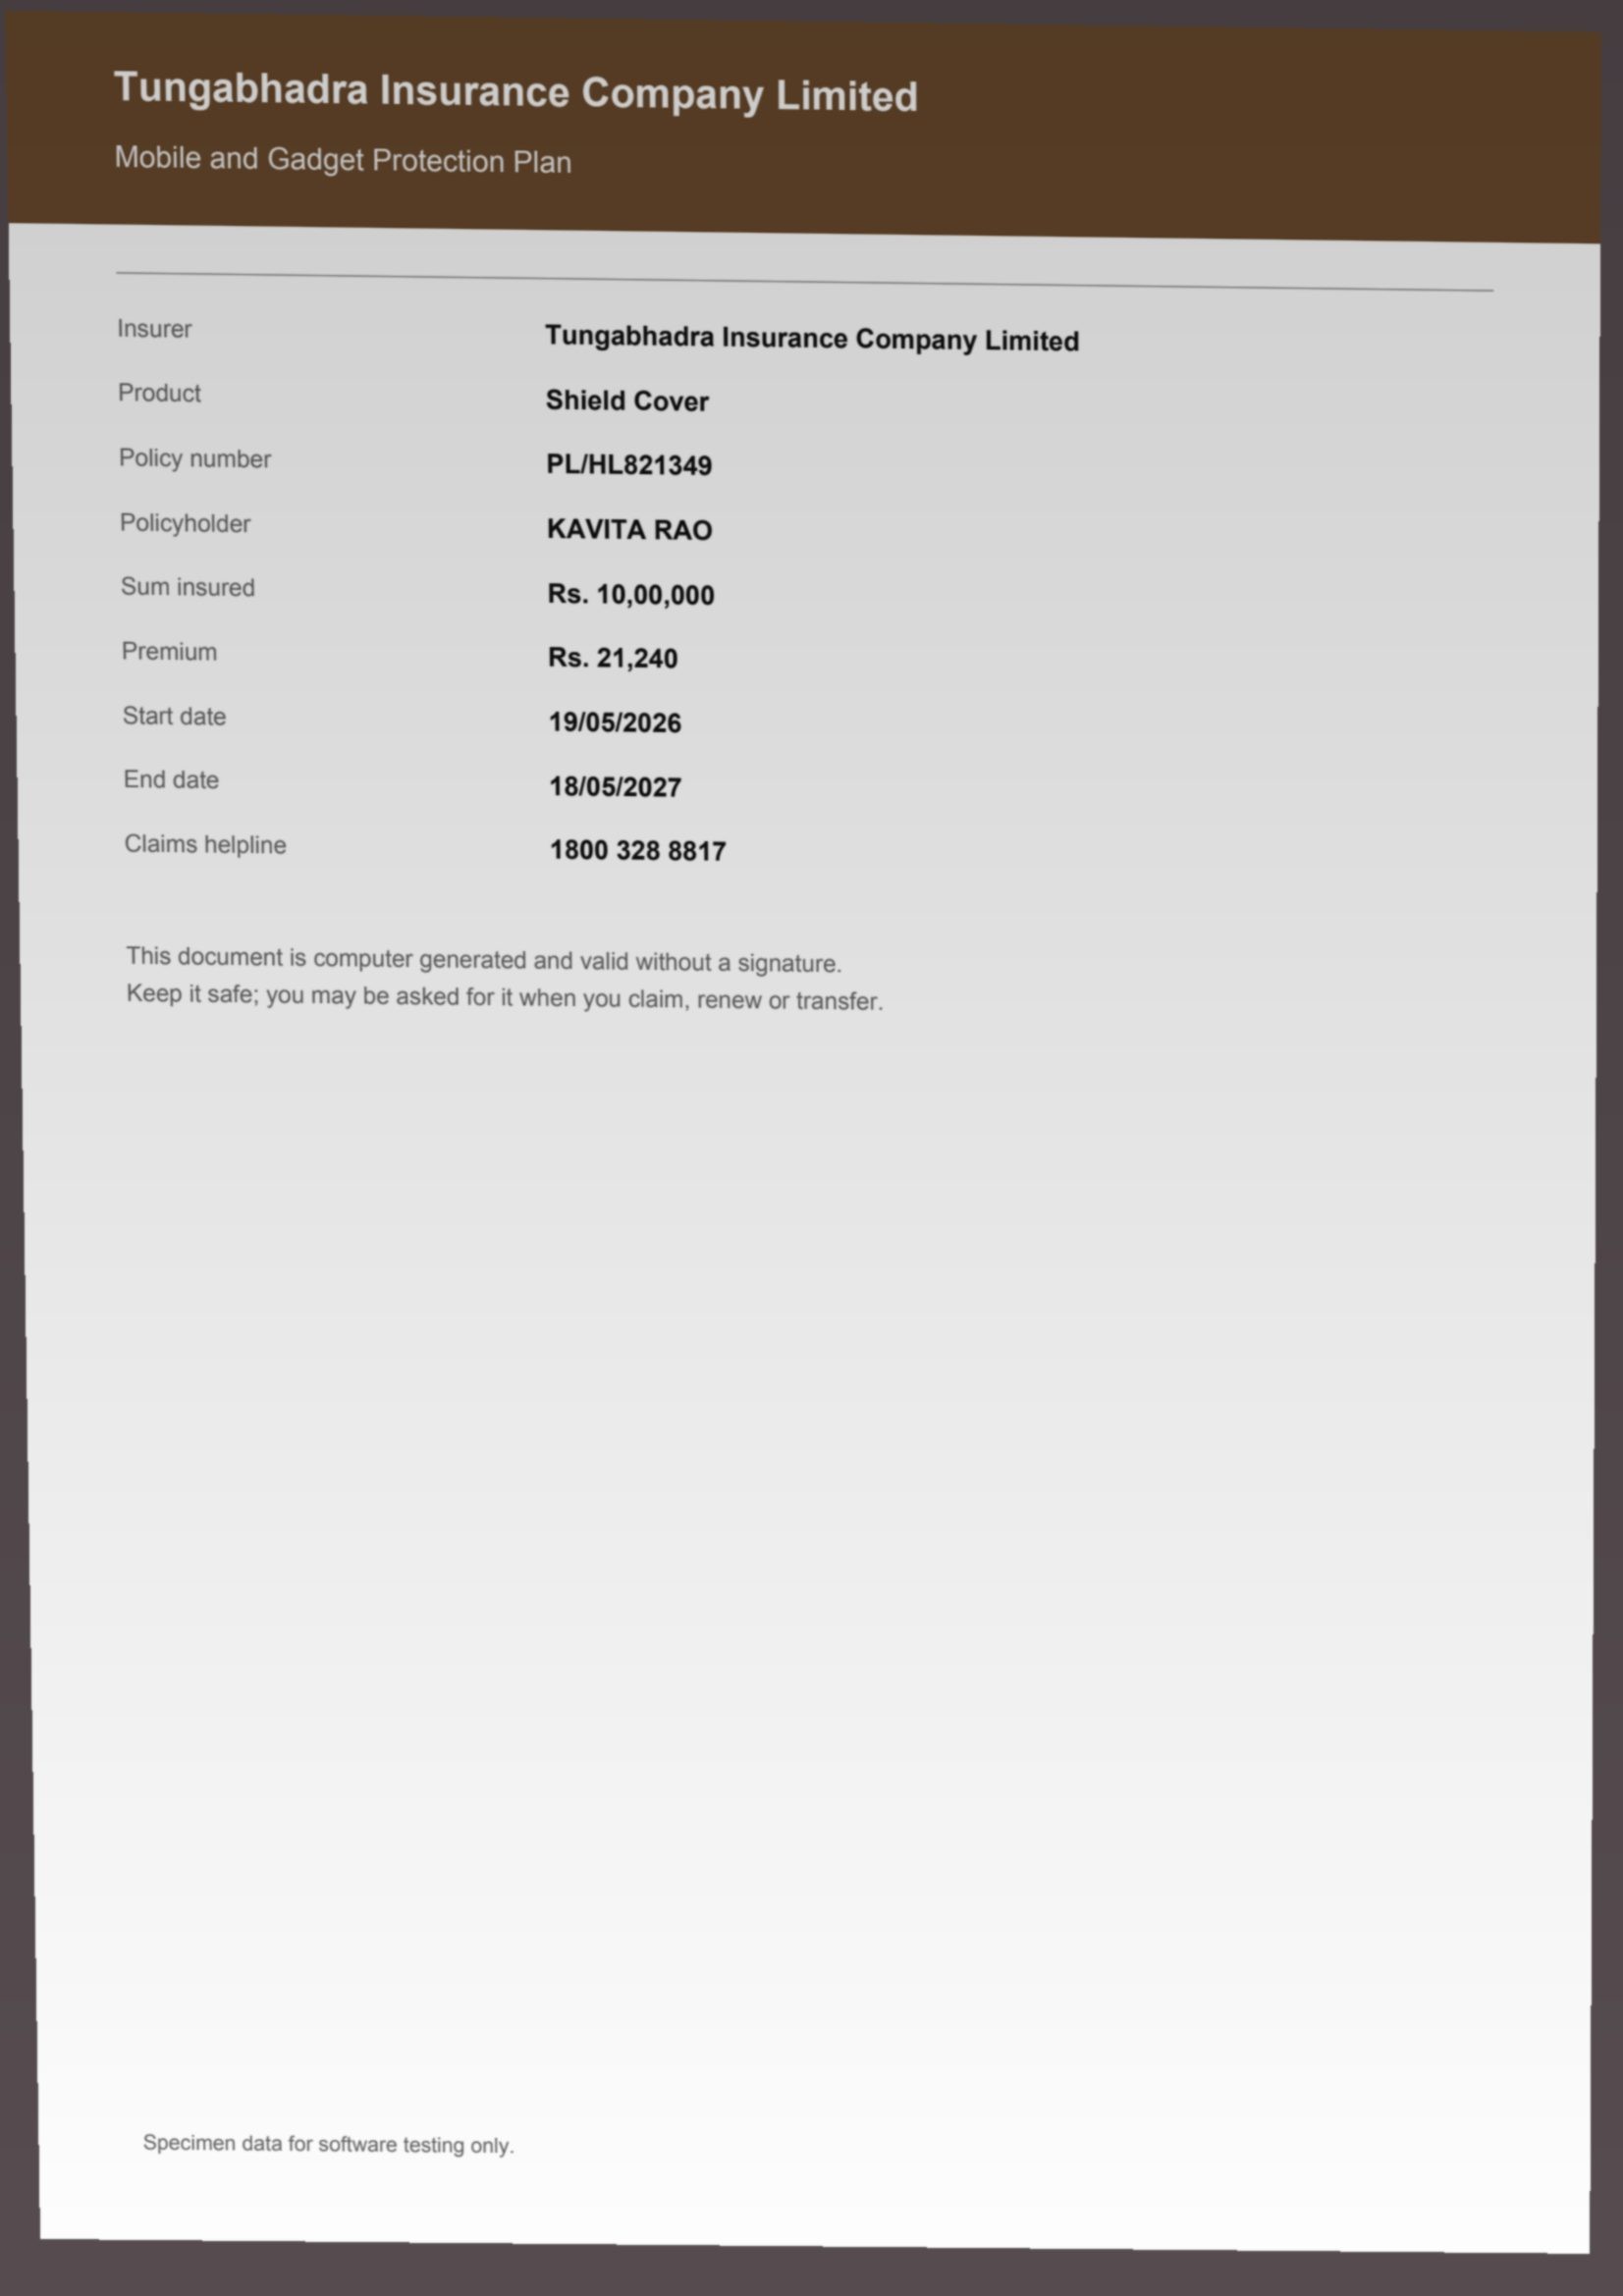 Tungabhadra Insurance Company Limited
Mobile and Gadget Protection Plan
Insurer Tungabhadra Insurance Company Limited
Product Shield Cover
Policy number PL/HL821349
Policyholder KAVITA RAO
Sum insured Rs. 10,00,000
Premium Rs. 21,240
Start date 19/05/2026
End date 18/05/2027
Claims helpline 1800 328 8817
This document is computer generated and valid without a signature.
Keep it safe; you may be asked for it when you claim, renew or transfer.
Specimen data for software testing only.